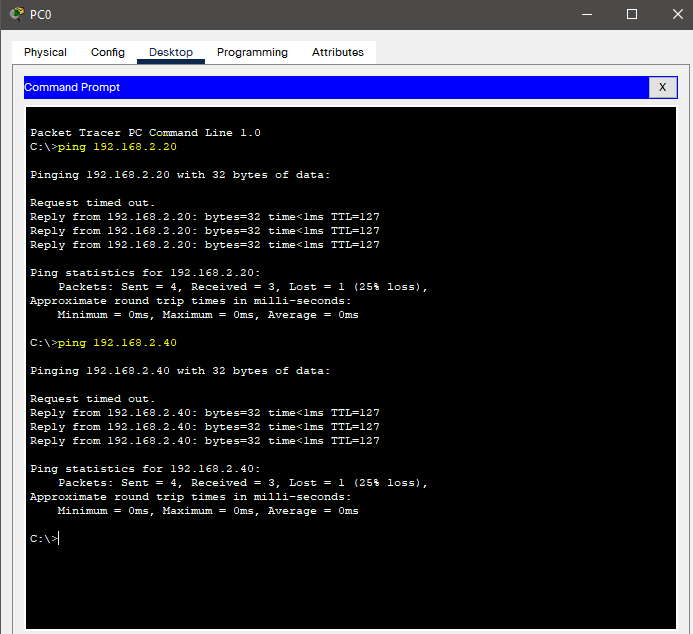 PC0
Physical Config Desktop Programming Attributes
Command Prompt X
Packet Tracer PC Command Line 1.0
C:\>ping 192.168.2.20
Pinging 192.168.2.20 with 32 bytes of data:
Request timed out.
Reply from 192.168.2.20: bytes=32 time<1ms TTL=127
Reply from 192.168.2.20: bytes=32 time<1ms TTL=127
Reply from 192.168.2.20: bytes=32 time<1ms TTL=127
Ping statistics for 192.168.2.20:
    Packets: Sent = 4, Received = 3, Lost = 1 (25% loss),
Approximate round trip times in milli-seconds:
    Minimum = 0ms, Maximum = 0ms, Average = 0ms
C:\>ping 192.168.2.40
Pinging 192.168.2.40 with 32 bytes of data:
Request timed out.
Reply from 192.168.2.40: bytes=32 time<1ms TTL=127
Reply from 192.168.2.40: bytes=32 time<1ms TTL=127
Reply from 192.168.2.40: bytes=32 time<1ms TTL=127
Ping statistics for 192.168.2.40:
    Packets: Sent = 4, Received = 3, Lost = 1 (25% loss),
Approximate round trip times in milli-seconds:
    Minimum = 0ms, Maximum = 0ms, Average = 0ms
C:\>